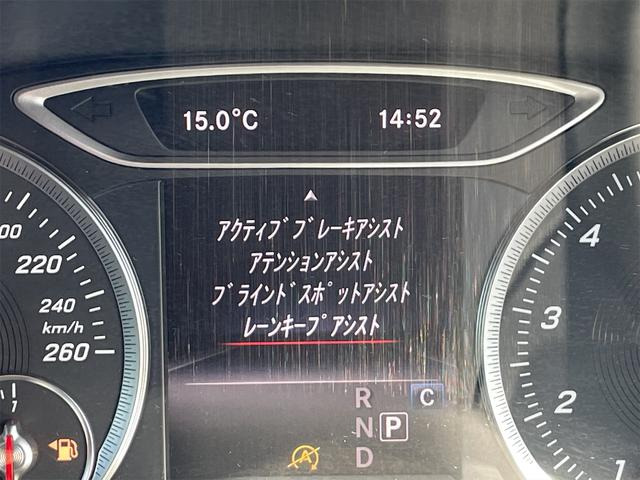 15.0°C 14:52
アクティブブレーキアシスト
アテンションアシスト
ブラインドスポットアシスト
レーンキープアシスト
220
240
km/h
260
4
3
2
1
R
C
N P
D
A
1